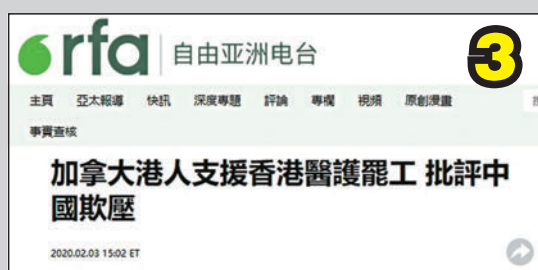 rfa 自由亚洲电台
3
主頁 亞太報導 快訊 深度專題 評論 專欄 視頻 原創漫畫
事實查核
加拿大港人支援香港醫護罷工 批評中
國欺壓
2020.02.03 15:02 ET